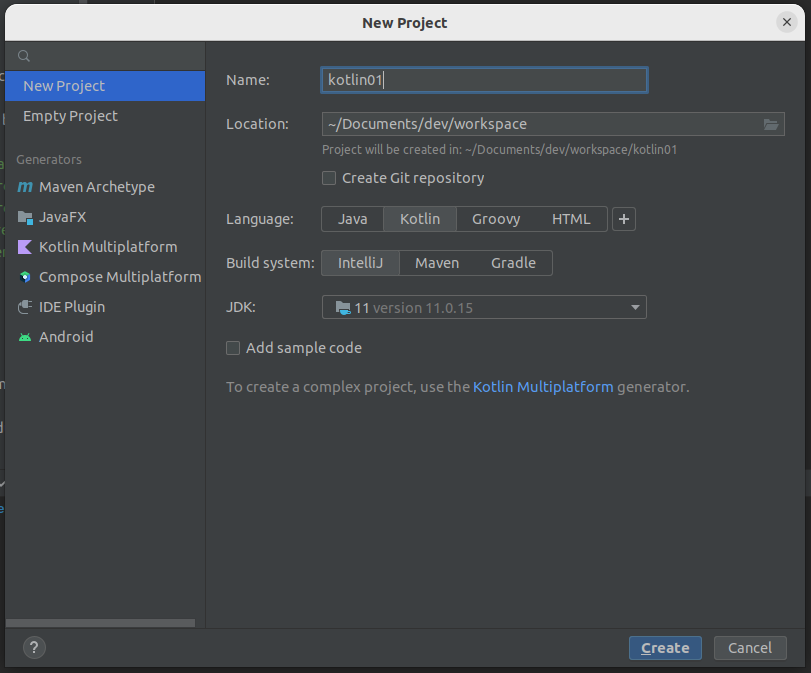 New Project
New Project
Empty Project
Generators
Maven Archetype
JavaFX
Kotlin Multiplatform
Compose Multiplatform
IDE Plugin
Android
Name: kotlin01
Location: ~/Documents/dev/workspace
Project will be created in: ~/Documents/dev/workspace/kotlin01
Create Git repository
Language: Java Kotlin Groovy HTML +
Build system: IntelliJ Maven Gradle
JDK: 11 version 11.0.15
Add sample code
To create a complex project, use the Kotlin Multiplatform generator.
? Create Cancel